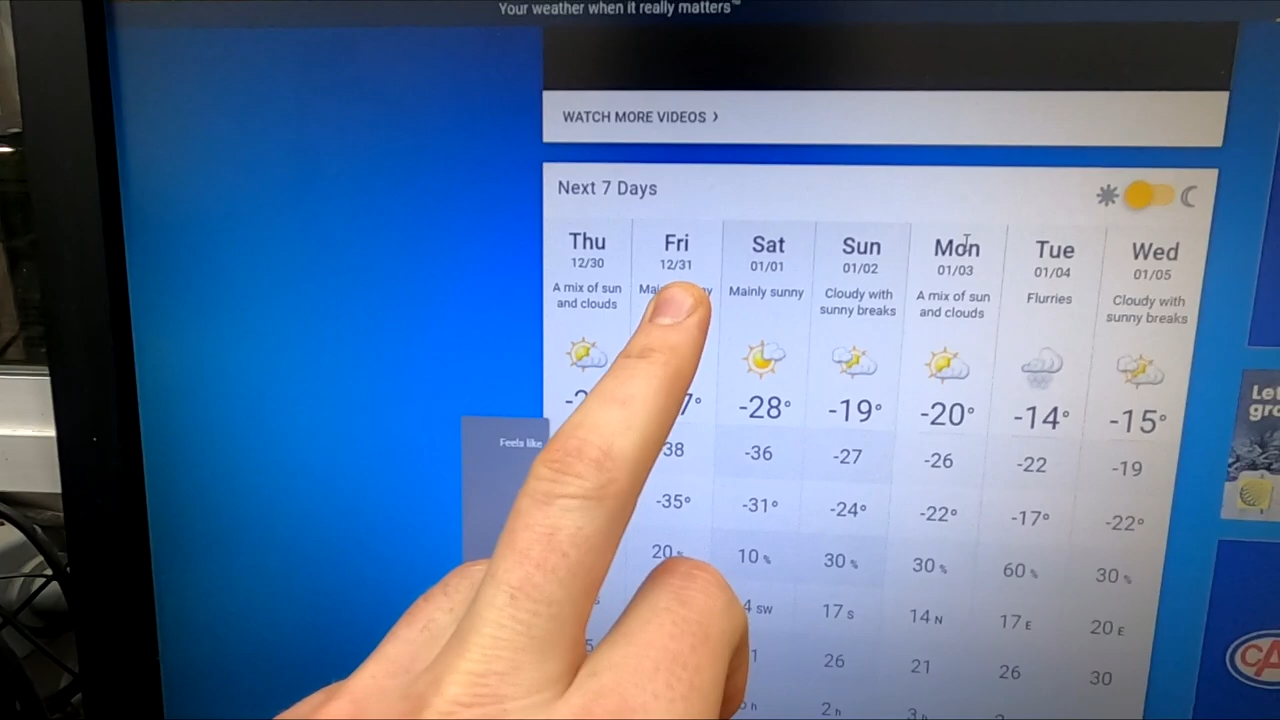 Your weather when it really matters™
WATCH MORE VIDEOS ›
Next 7 Days
Thu Fri Sat Sun Mon Tue Wed
12/30 12/31 01/01 01/02 01/03 01/04 01/05
A mix of sun and clouds
Mainly sunny
Cloudy with sunny breaks
A mix of sun and clouds
Flurries
Cloudy with sunny breaks
-28° -19° -20° -14° -15°
Feels like
38 -36 -27 -26 -22 -19
-35° -31° -24° -22° -17° -22°
20 % 10 % 30 % 30 % 60 % 30 %
4 SW 17 S 14 N 17 E 20 E
26 21 26 30
2 h 3 h